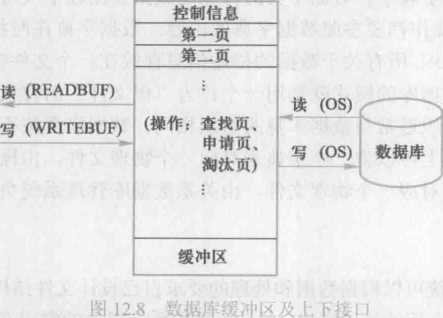 控制信息
第一页
第二页
⋮
读 (READBUF)
写 (WRITEBUF)
(操作：查找页、
申请页、
淘汰页)
读 (OS)
写 (OS)
数据库
缓冲区
图 12.8 数据库缓冲区及上下接口